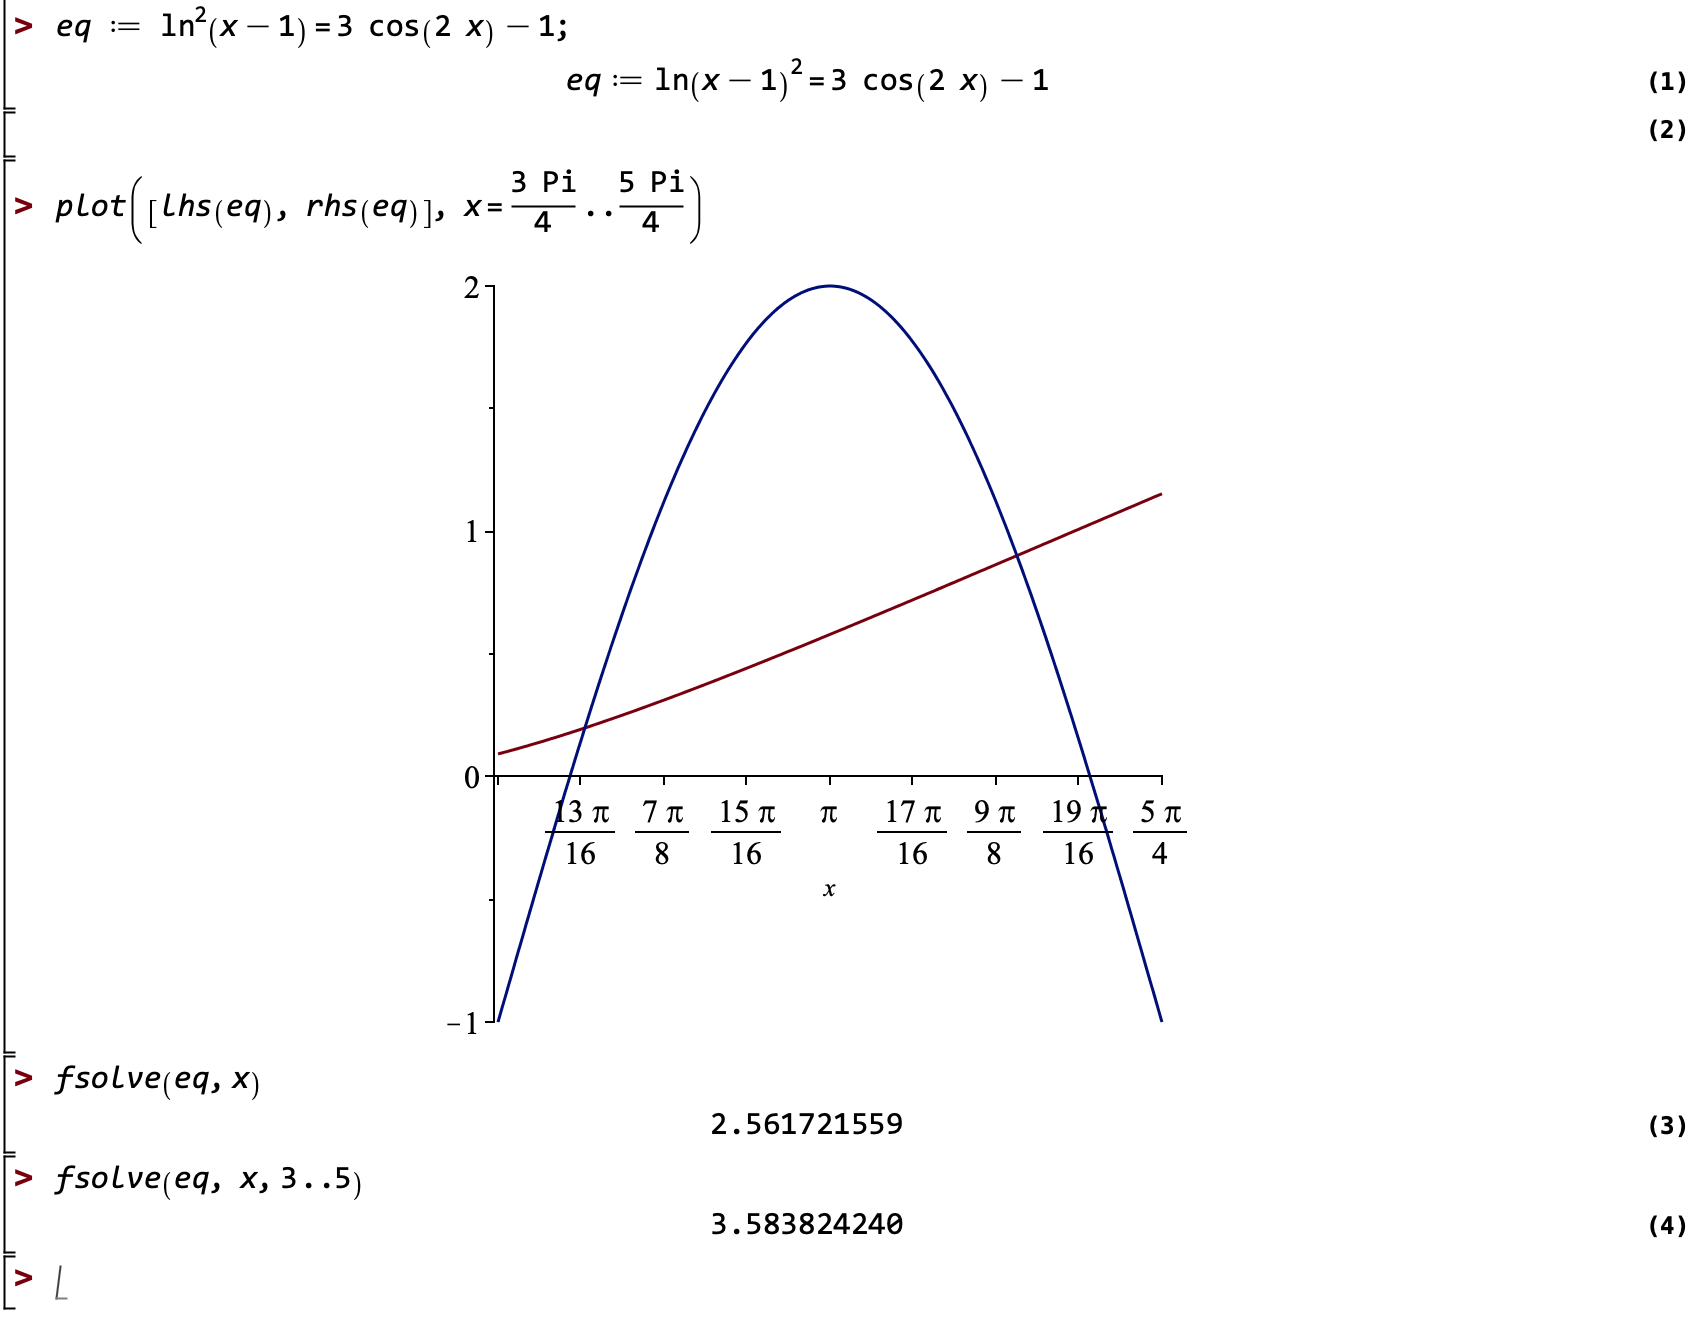 > eq := ln²(x − 1) = 3 cos(2 x) − 1;
eq := ln(x − 1)² = 3 cos(2 x) − 1 (1)
(2)
> plot([lhs(eq), rhs(eq)], x = 3 Pi/4 .. 5 Pi/4)
2
1
0
13 π/16 7 π/8 15 π/16 π 17 π/16 9 π/8 19 π/16 5 π/4
x
−1
> fsolve(eq, x)
2.561721559 (3)
> fsolve(eq, x, 3..5)
3.583824240 (4)
>